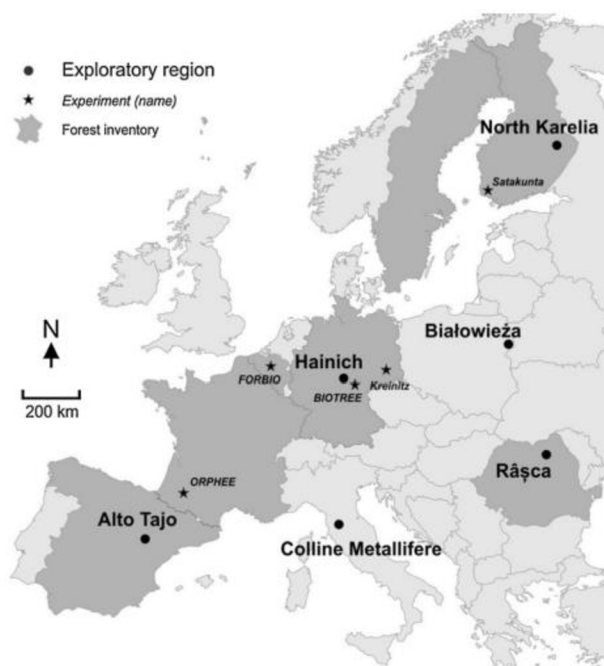 Exploratory region
Experiment (name)
Forest inventory
North Karelia
Satakunta
N
200 km
Białowieża
Hainich
FORBIO
BIOTREE
Kreinitz
Râșca
ORPHEE
Alto Tajo
Colline Metallifere